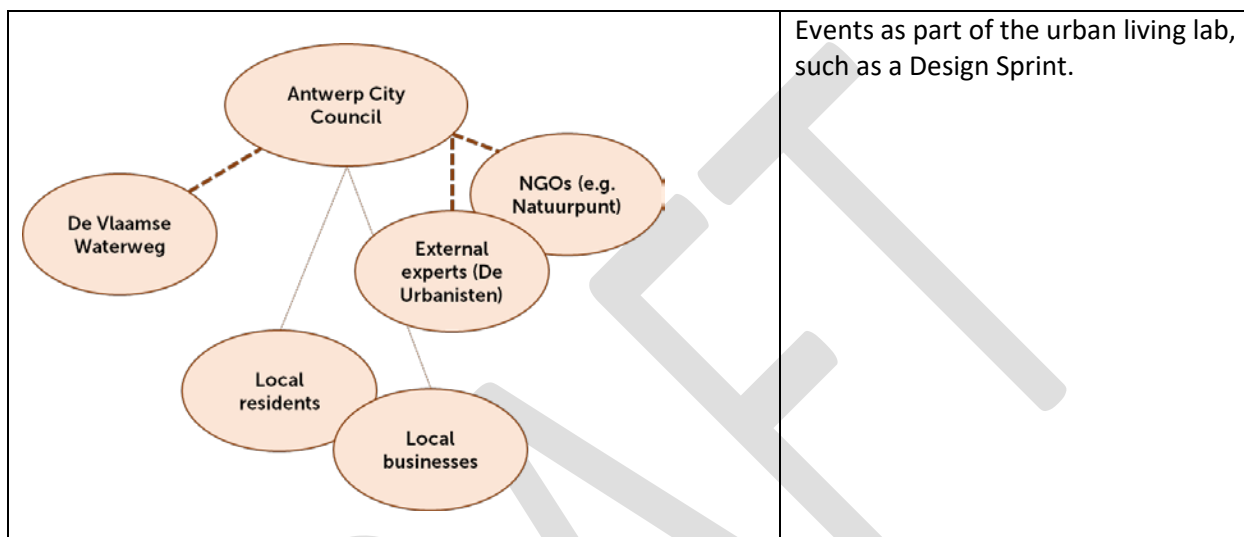 Antwerp City
Council
De Vlaamse
Waterweg
NGOs (e.g.
Natuurpunt)
External
experts (De
Urbanisten)
Local
residents
Local
businesses
Events as part of the urban living lab,
such as a Design Sprint.